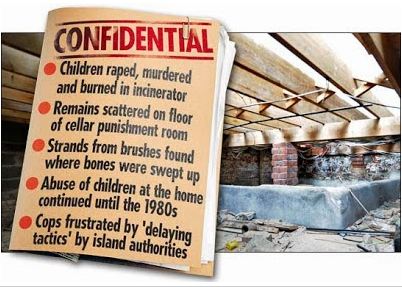 CONFIDENTIAL
Children raped, murdered
and burned in incinerator
Remains scattered on floor
of cellar punishment room
Strands from brushes found
where bones were swept up
Abuse of children at the home
continued until the 1980s
Cops frustrated by 'delaying
tactics' by island authorities